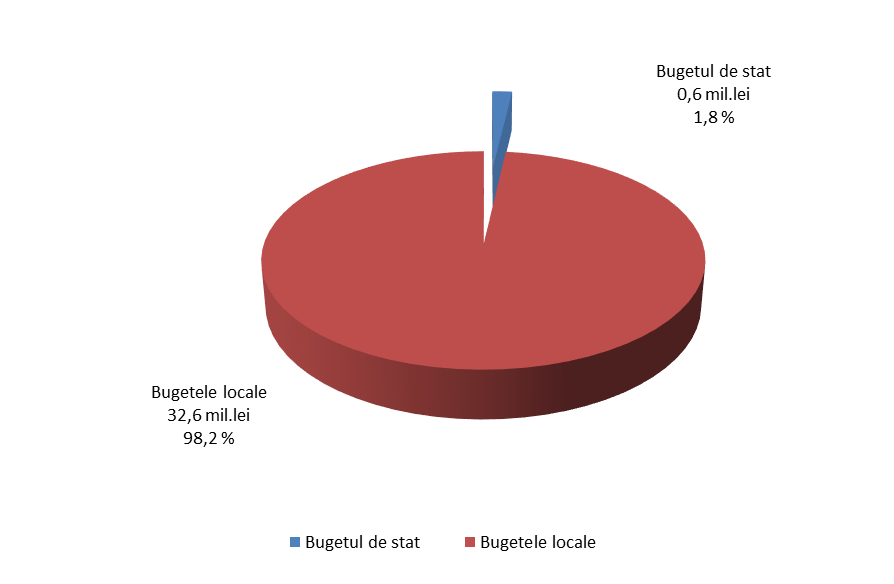 Bugetul de stat
0,6 mil.lei
1,8 %
Bugetele locale
32,6 mil.lei
98,2 %
Bugetul de stat
Bugetele locale